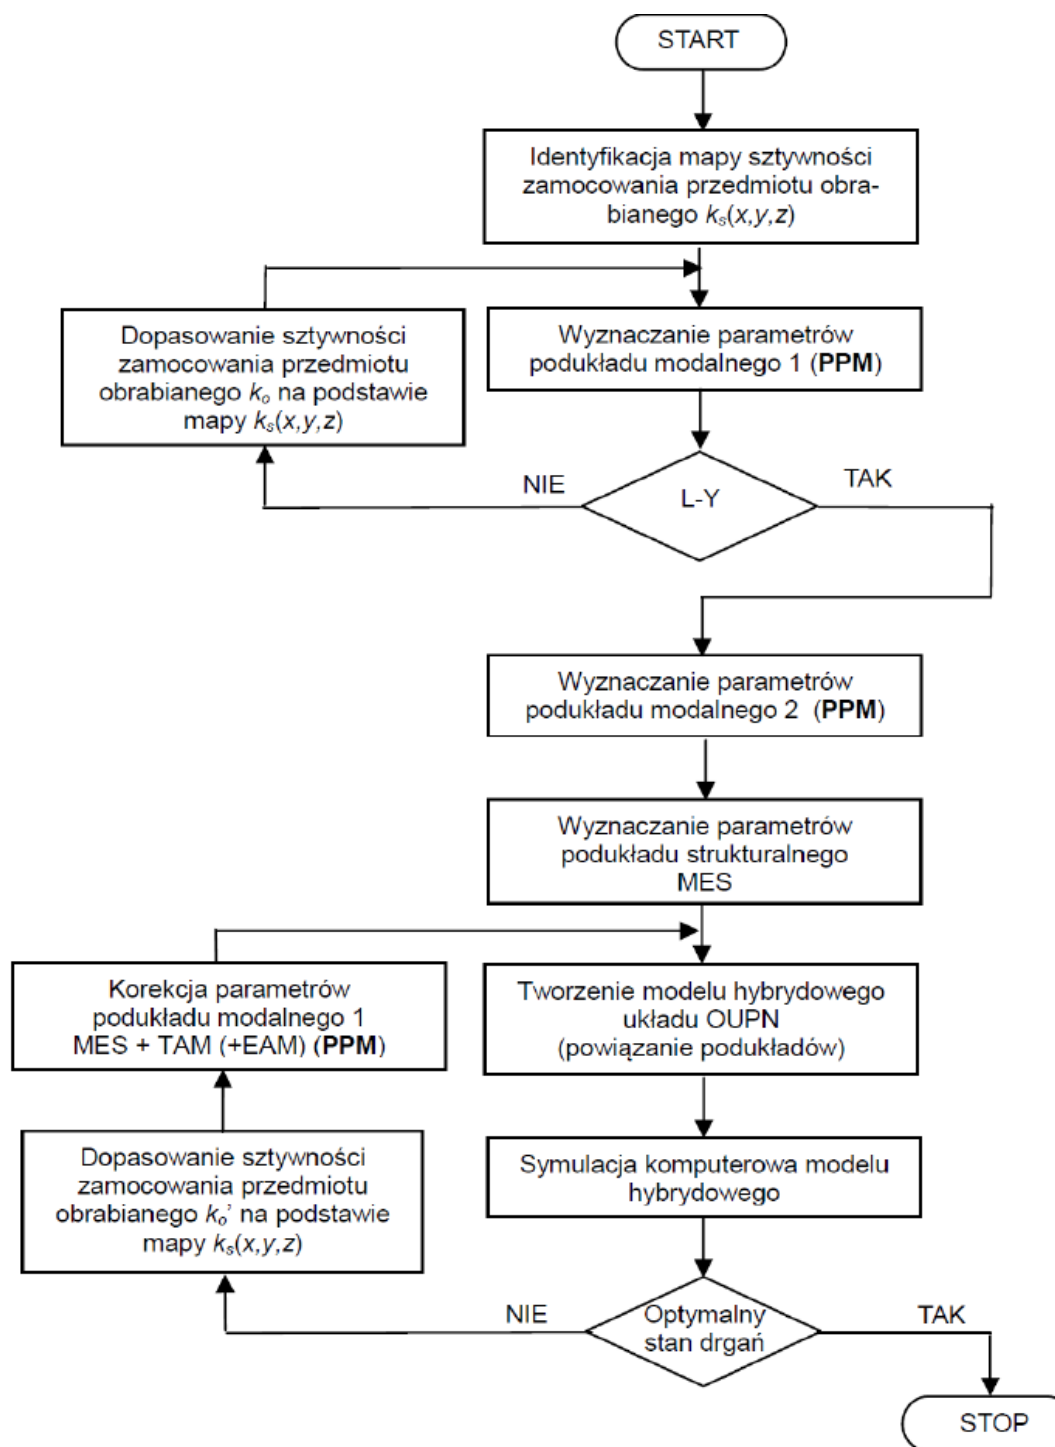 START
Identyfikacja mapy sztywności
zamocowania przedmiotu obra-
bianego ks(x,y,z)
Dopasowanie sztywności
zamocowania przedmiotu
obrabianego ko na podstawie
mapy ks(x,y,z)
Wyznaczanie parametrów
podukładu modalnego 1 (PPM)
NIE
L-Y
TAK
Wyznaczanie parametrów
podukładu modalnego 2 (PPM)
Wyznaczanie parametrów
podukładu strukturalnego
MES
Korekcja parametrów
podukładu modalnego 1
MES + TAM (+EAM) (PPM)
Tworzenie modelu hybrydowego
układu OUPN
(powiązanie podukładów)
Dopasowanie sztywności
zamocowania przedmiotu
obrabianego ko' na podstawie
mapy ks(x,y,z)
Symulacja komputerowa modelu
hybrydowego
NIE
Optymalny
stan drgań
TAK
STOP